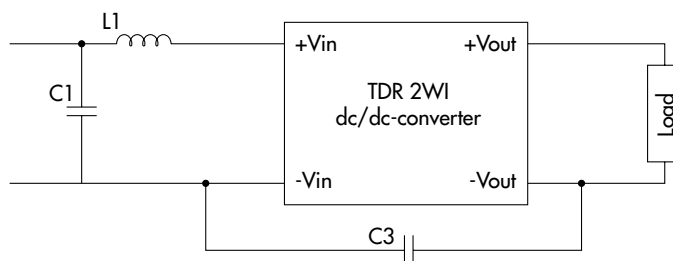 L1
C1
+Vin
+Vout
TDR 2WI
dc/dc-converter
Load
-Vin
-Vout
C3